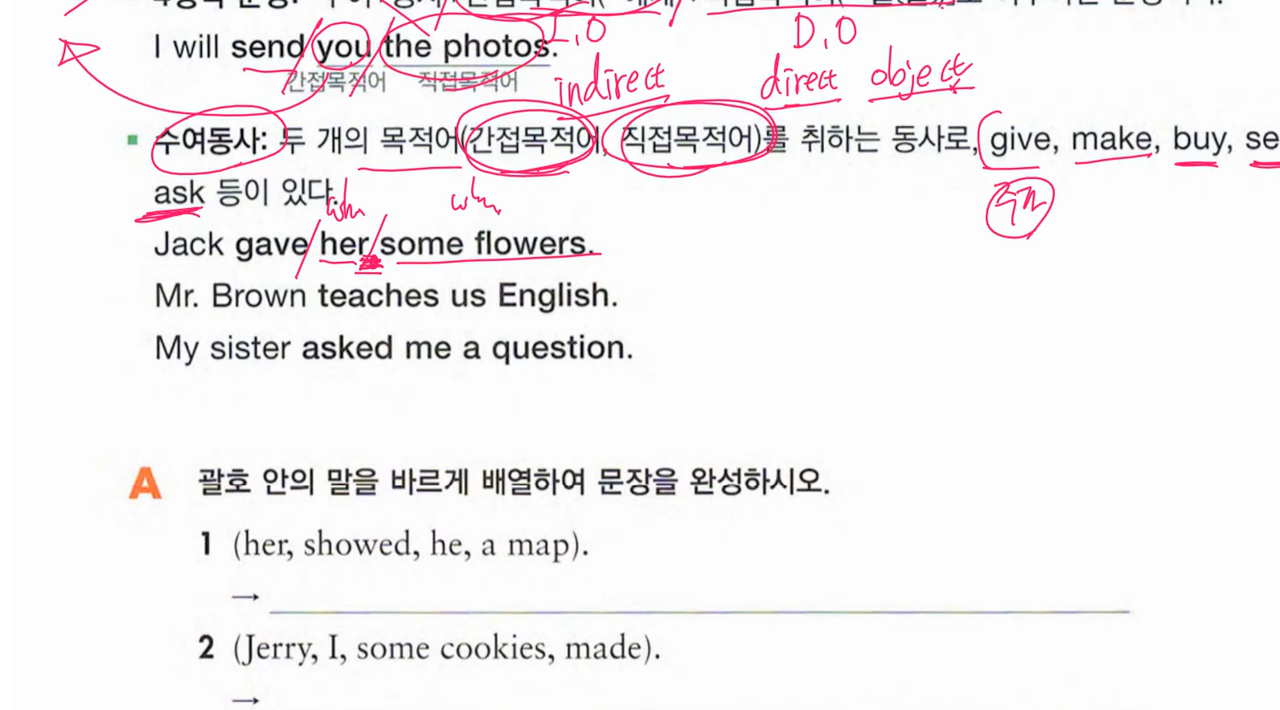 I will send you the photos.
I,O D,O
간접목적어 직접목적어 indirect direct object
수여동사: 두 개의 목적어(간접목적어, 직접목적어)를 취하는 동사로, give, make, buy, se
ask 등이 있다.
Jack gave her some flowers.
Mr. Brown teaches us English.
My sister asked me a question.
A 괄호 안의 말을 바르게 배열하여 문장을 완성하시오.
1 (her, showed, he, a map).
→
2 (Jerry, I, some cookies, made).
→